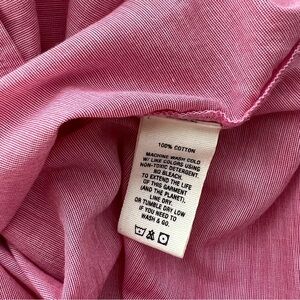 100% COTTON
MACHINE WASH COLD
W/ LIKE COLORS USING
NON-TOXIC DETERGENT.
NO BLEACH.
TO EXTEND THE LIFE
OF THIS GARMENT
(AND THE PLANET),
LINE DRY.
OR TUMBLE DRY LOW
IF YOU NEED TO
WASH & GO.